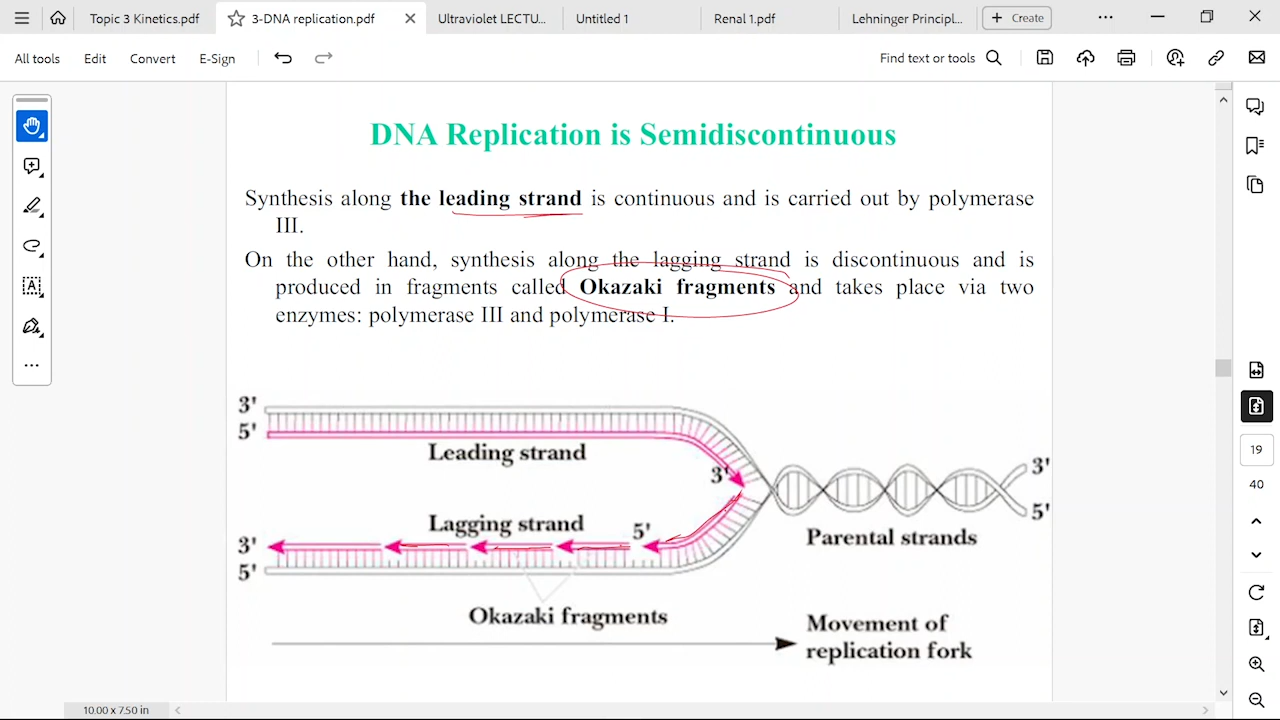 Topic 3 Kinetics.pdf
3-DNA replication.pdf
Ultraviolet LECTU...
Untitled 1
Renal 1.pdf
Lehninger Principl...
Create
All tools
Edit
Convert
E-Sign
Find text or tools
DNA Replication is Semidiscontinuous
Synthesis along the leading strand is continuous and is carried out by polymerase
III.
On the other hand, synthesis along the lagging strand is discontinuous and is
produced in fragments called Okazaki fragments and takes place via two
enzymes: polymerase III and polymerase I.
3'
5'
Leading strand
3'
3'
5'
Parental strands
Lagging strand
5'
3'
5'
Okazaki fragments
Movement of
replication fork
19
40
10.00 x 7.50 in